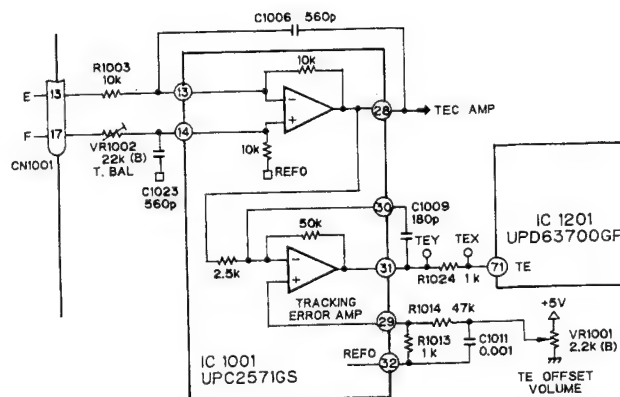 C1006 560p
R1003
10k
10k
E
13
13
28
TEC AMP
F
17
14
VR1002
22k (B)
T. BAL
CN1001
10k
REFO
C1023
560p
30
C1009
180p
50k
IC 1201
UPD63700GF
2.5k
31
TEY
TEX
71
TE
R1024 1k
TRACKING
ERROR AMP
29
R1014 47k
+5V
R1013
1k
C1011
0.001
VR1001
2.2k (B)
REFO
32
IC 1001
UPC2571GS
TE OFFSET
VOLUME